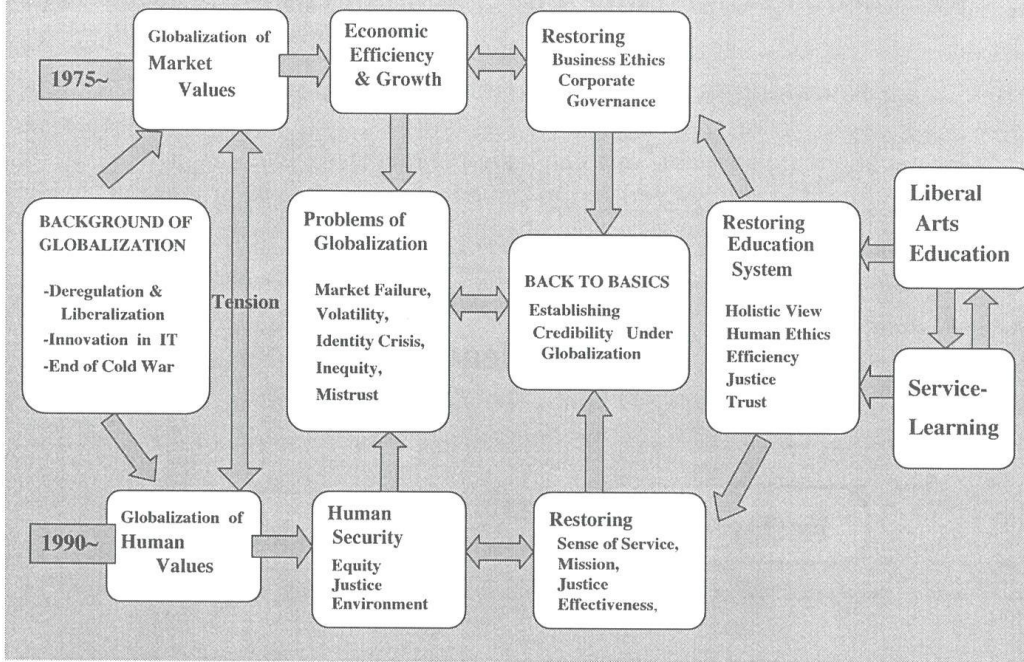 1975~
Globalization of
Market
Values
Economic
Efficiency
& Growth
Restoring
Business Ethics
Corporate
Governance
BACKGROUND OF
GLOBALIZATION
-Deregulation &
Liberalization
-Innovation in IT
-End of Cold War
Tension
Problems of
Globalization
Market Failure,
Volatility,
Identity Crisis,
Inequity,
Mistrust
BACK TO BASICS
Establishing
Credibility Under
Globalization
Restoring
Education
System
Holistic View
Human Ethics
Efficiency
Justice
Trust
Liberal
Arts
Education
Service-
Learning
1990~
Globalization of
Human
Values
Human
Security
Equity
Justice
Environment
Restoring
Sense of Service,
Mission,
Justice
Effectiveness,